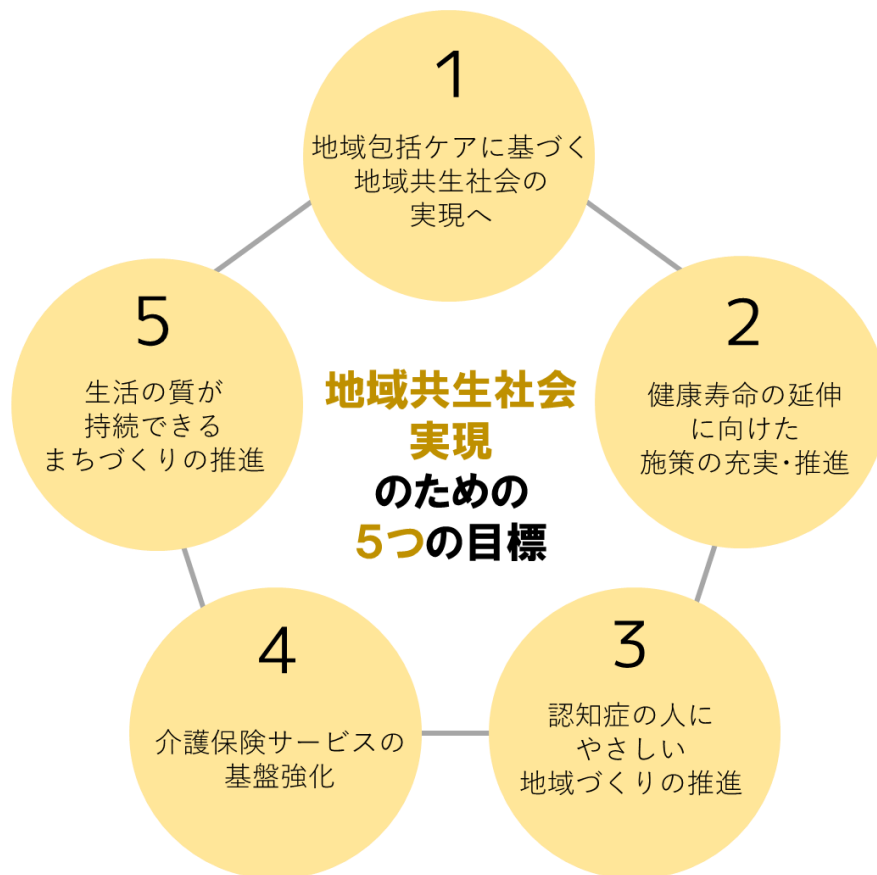 1
地域包括ケアに基づく
地域共生社会の
実現へ
2
健康寿命の延伸
に向けた
施策の充実・推進
3
認知症の人に
やさしい
地域づくりの推進
4
介護保険サービスの
基盤強化
5
生活の質が
持続できる
まちづくりの推進
地域共生社会
実現
のための
5つの目標